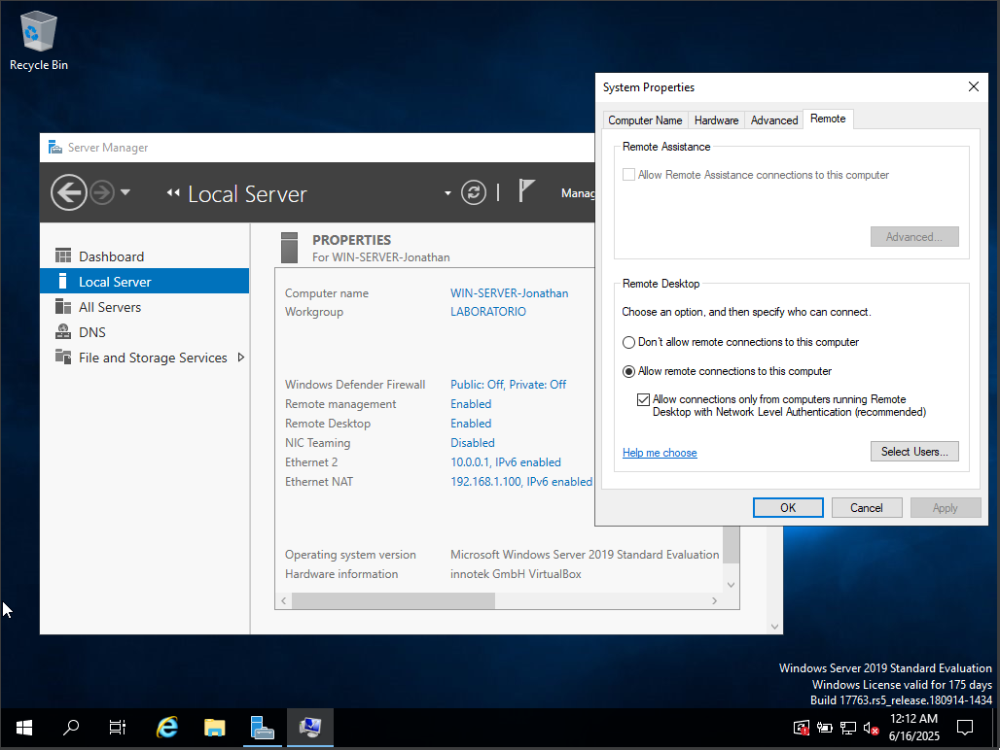 Recycle Bin
System Properties
Computer Name Hardware Advanced Remote
Remote Assistance
Allow Remote Assistance connections to this computer
Advanced...
Remote Desktop
Choose an option, and then specify who can connect.
Don't allow remote connections to this computer
Allow remote connections to this computer
Allow connections only from computers running Remote
Desktop with Network Level Authentication (recommended)
Help me choose
Select Users...
OK Cancel Apply
Server Manager
Local Server
Manag
Dashboard
Local Server
All Servers
DNS
File and Storage Services
PROPERTIES
For WIN-SERVER-Jonathan
Computer name WIN-SERVER-Jonathan
Workgroup LABORATORIO
Windows Defender Firewall Public: Off, Private: Off
Remote management Enabled
Remote Desktop Enabled
NIC Teaming Disabled
Ethernet 2 10.0.0.1, IPv6 enabled
Ethernet NAT 192.168.1.100, IPv6 enabled
Operating system version Microsoft Windows Server 2019 Standard Evaluation
Hardware information innotek GmbH VirtualBox
Windows Server 2019 Standard Evaluation
Windows License valid for 175 days
Build 17763.rs5_release.180914-1434
12:12 AM
6/16/2025